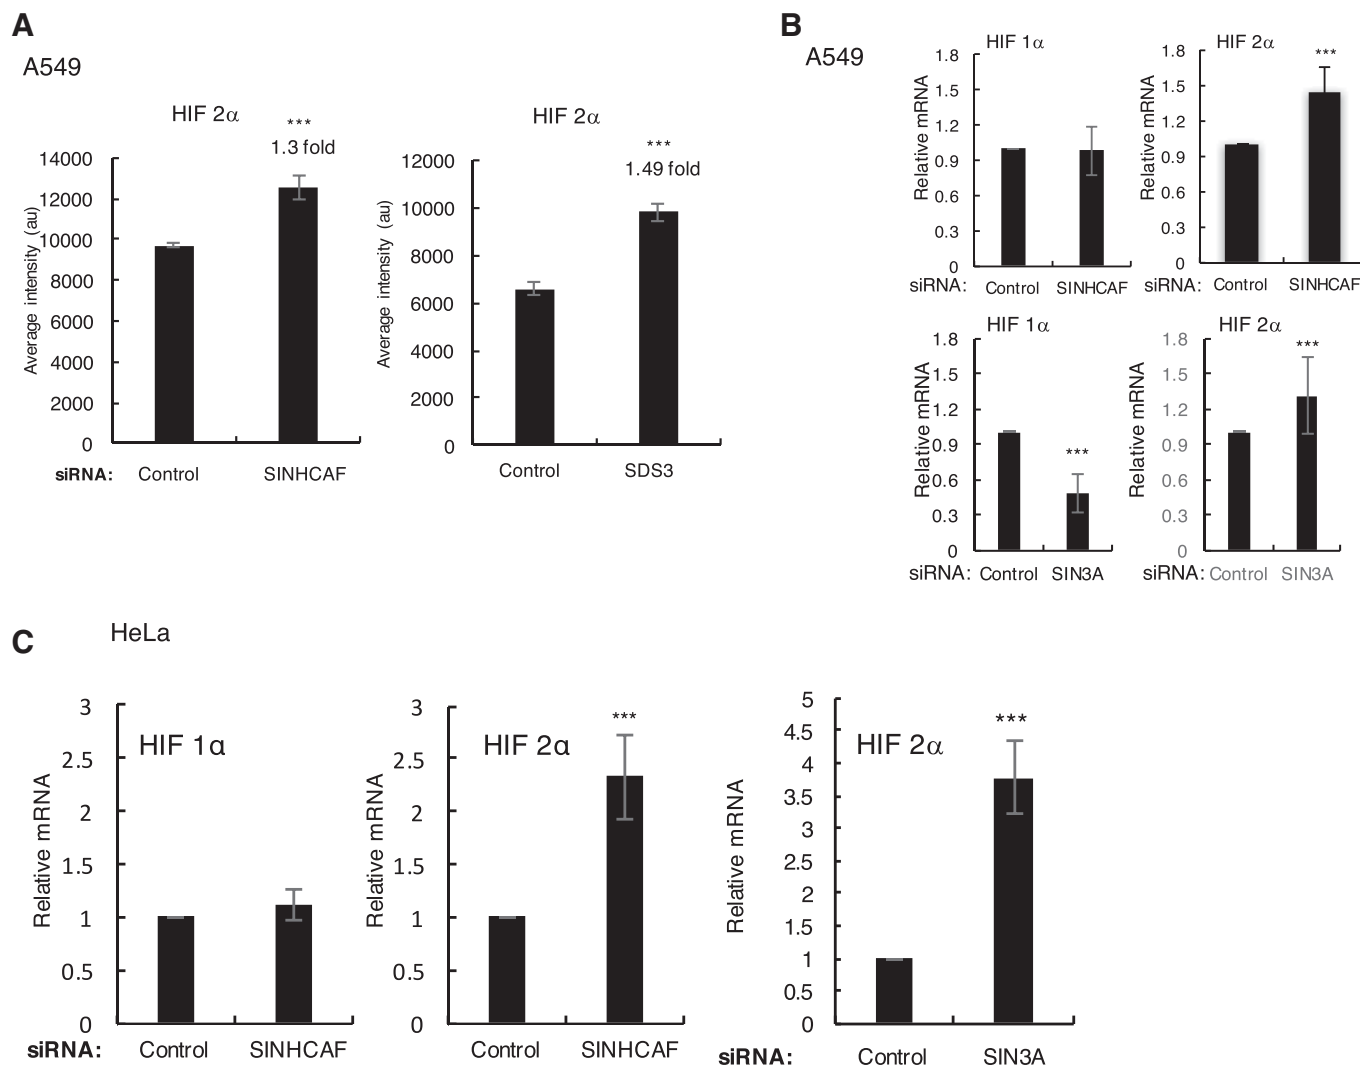 A
A549
HIF 2α
***
1.3 fold
Average intensity (au)
14000
12000
10000
8000
6000
4000
2000
0
siRNA:
Control
SINHCAF
HIF 2α
***
1.49 fold
Average intensity (au)
12000
10000
8000
6000
4000
2000
0
Control
SDS3
B
A549
HIF 1α
Relative mRNA
1.8
1.5
1.2
0.9
0.6
0.3
0
siRNA:
Control
SINHCAF
HIF 2α
***
Relative mRNA
1.8
1.5
1.2
0.9
0.6
0.3
0
siRNA:
Control
SINHCAF
HIF 1α
***
Relative mRNA
1.8
1.5
1.2
0.9
0.6
0.3
0
siRNA:
Control
SIN3A
HIF 2α
***
Relative mRNA
1.8
1.5
1.2
0.9
0.6
0.3
0
siRNA:
Control
SIN3A
C
HeLa
HIF 1α
Relative mRNA
3
2.5
2
1.5
1
0.5
0
siRNA:
Control
SINHCAF
HIF 2α
***
Relative mRNA
3
2.5
2
1.5
1
0.5
0
Control
SINHCAF
HIF 2α
***
Relative mRNA
5
4.5
4
3.5
3
2.5
2
1.5
1
0.5
0
siRNA:
Control
SIN3A